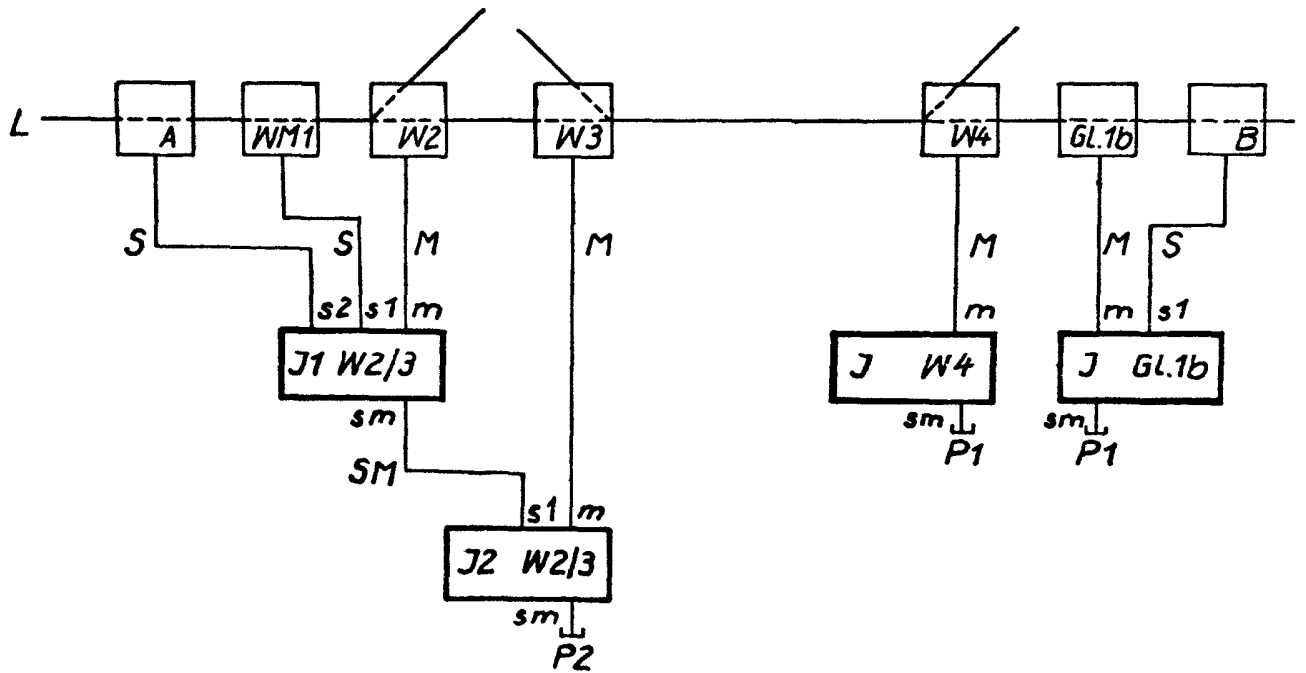 L
A WM1 W2 W3 W4 Gl.1b B
S S M M M M S
s2 s1 m m m s1
J1 W2/3 J W4 J Gl.1b
sm sm sm
P1 P1
SM
s1 m
J2 W2/3
sm
P2